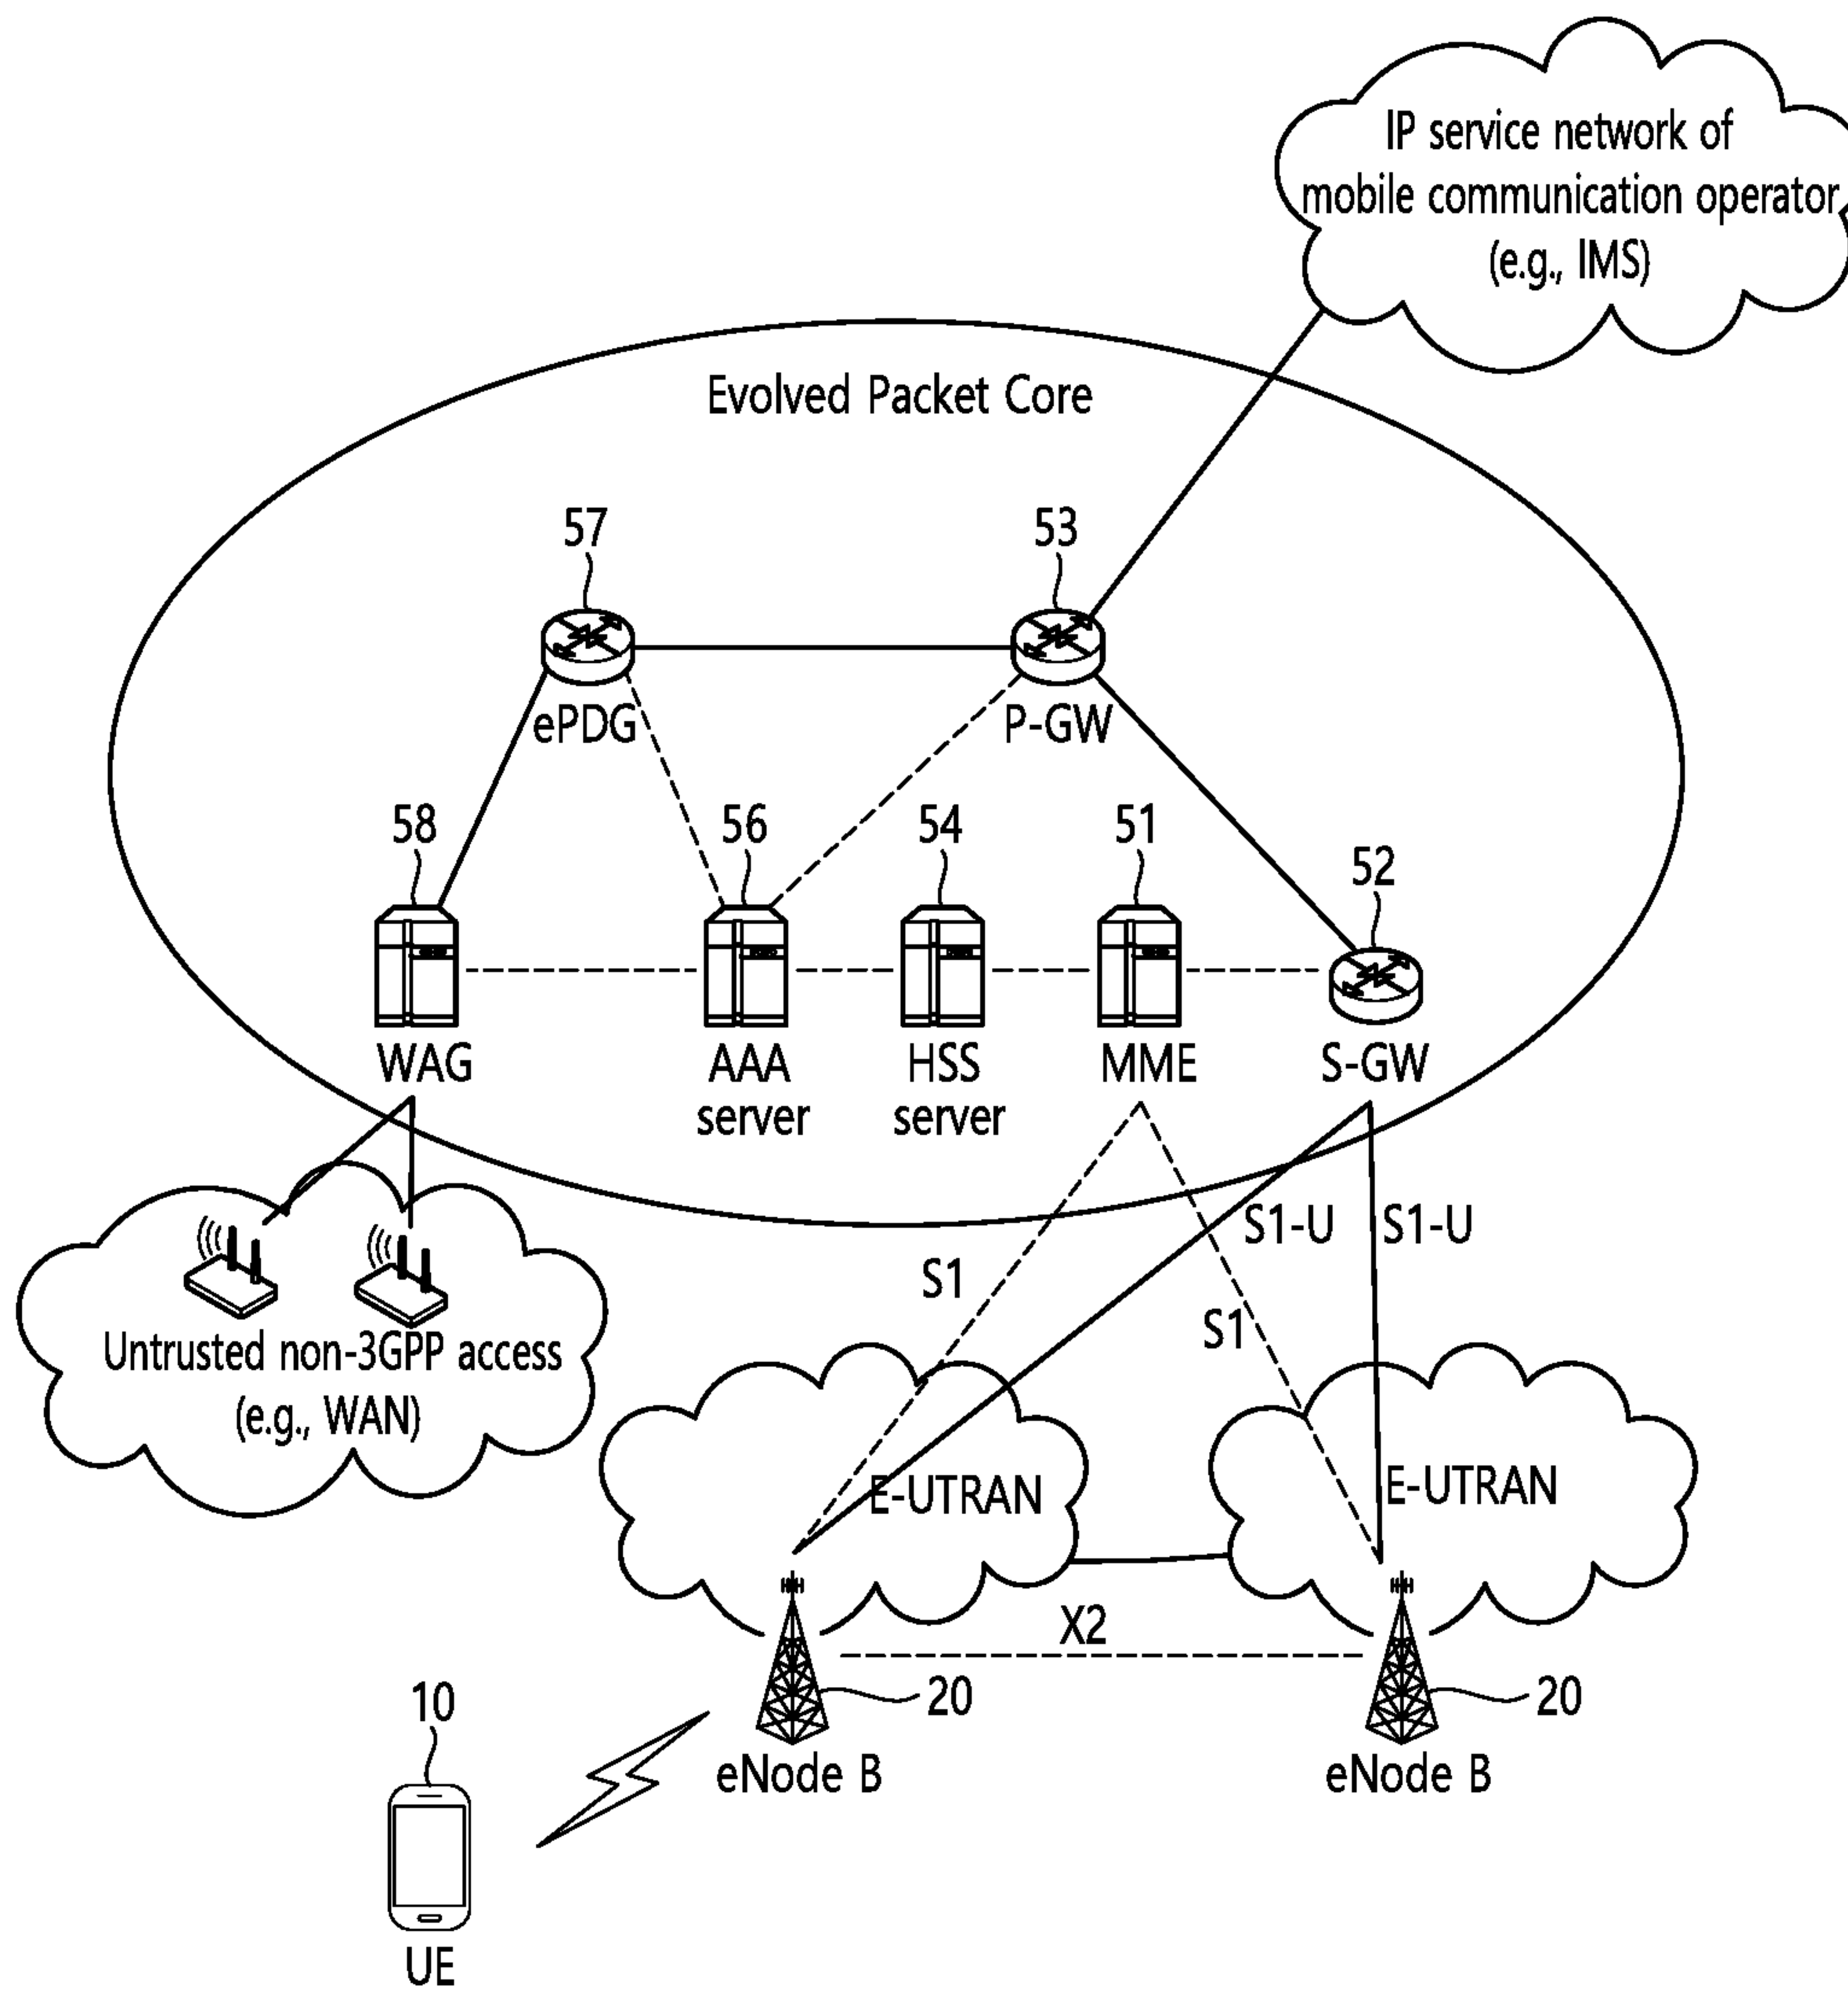 IP service network of
mobile communication operator
(e.g., IMS)
Evolved Packet Core
57
53
ePDG
P-GW
58
56
54
51
52
WAG
AAA
server
HSS
server
MME
S-GW
S1-U
S1-U
S1
S1
Untrusted non-3GPP access
(e.g., WAN)
E-UTRAN
E-UTRAN
X2
10
20
20
eNode B
eNode B
UE